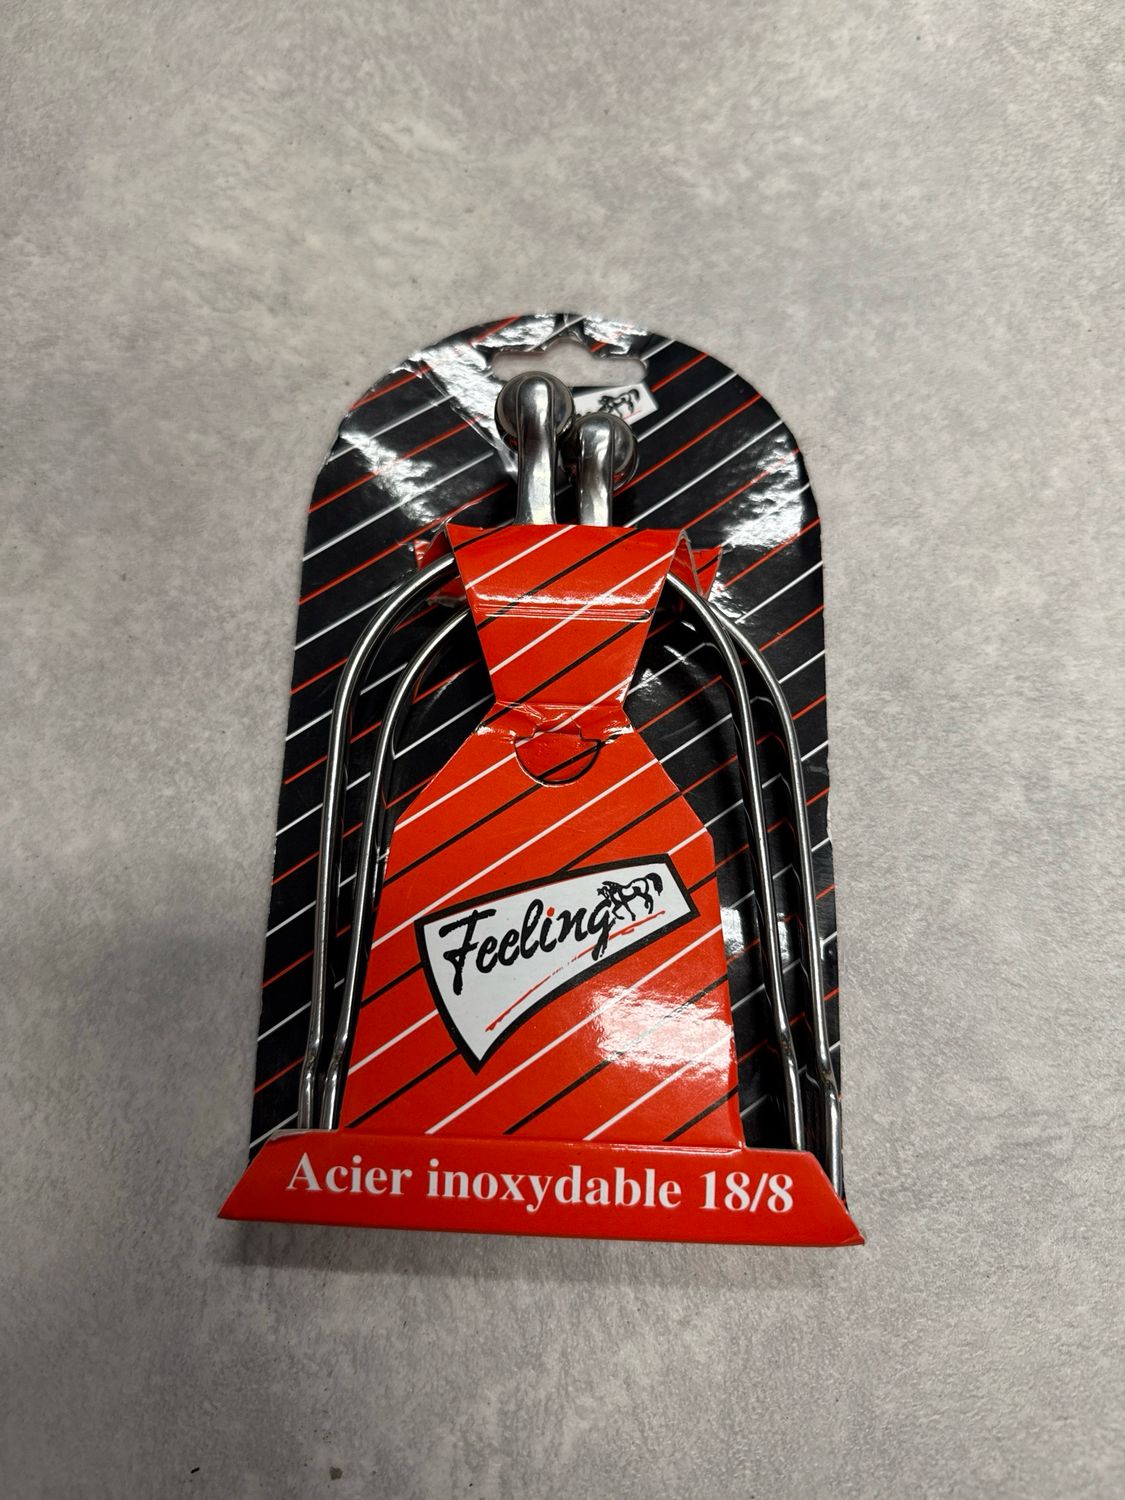 Feeling
Acier inoxydable 18/8